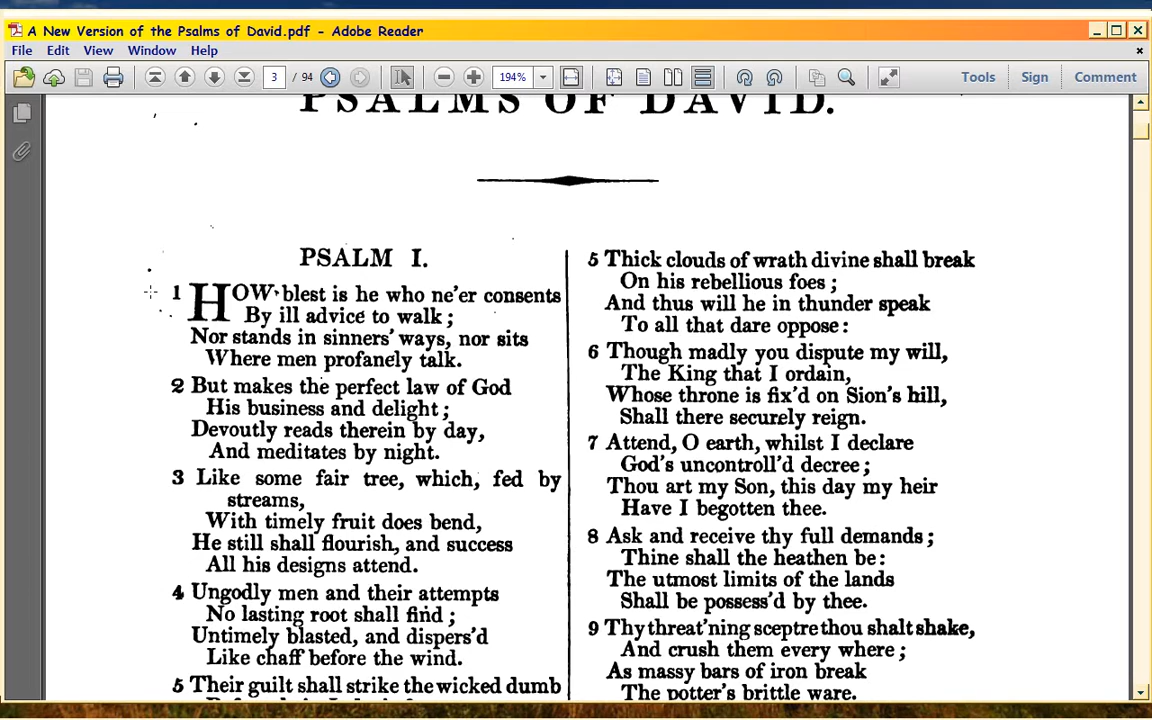 A New Version of the Psalms of David.pdf - Adobe Reader
File Edit View Window Help
3 / 94 194% Tools Sign Comment
PSALMS OF DAVID.
PSALM I.
1 HOW blest is he who ne'er consents
By ill advice to walk ;
Nor stands in sinners' ways, nor sits
Where men profanely talk.
2 But makes the perfect law of God
His business and delight ;
Devoutly reads therein by day,
And meditates by night.
3 Like some fair tree, which, fed by
streams,
With timely fruit does bend,
He still shall flourish, and success
All his designs attend.
4 Ungodly men and their attempts
No lasting root shall find ;
Untimely blasted, and dispers'd
Like chaff before the wind.
5 Their guilt shall strike the wicked dumb
5 Thick clouds of wrath divine shall break
On his rebellious foes ;
And thus will he in thunder speak
To all that dare oppose :
6 Though madly you dispute my will,
The King that I ordain,
Whose throne is fix'd on Sion's hill,
Shall there securely reign.
7 Attend, O earth, whilst I declare
God's uncontroll'd decree ;
Thou art my Son, this day my heir
Have I begotten thee.
8 Ask and receive thy full demands ;
Thine shall the heathen be :
The utmost limits of the lands
Shall be possess'd by thee.
9 Thy threat'ning sceptre thou shalt shake,
And crush them every where ;
As massy bars of iron break
The potter's brittle ware.